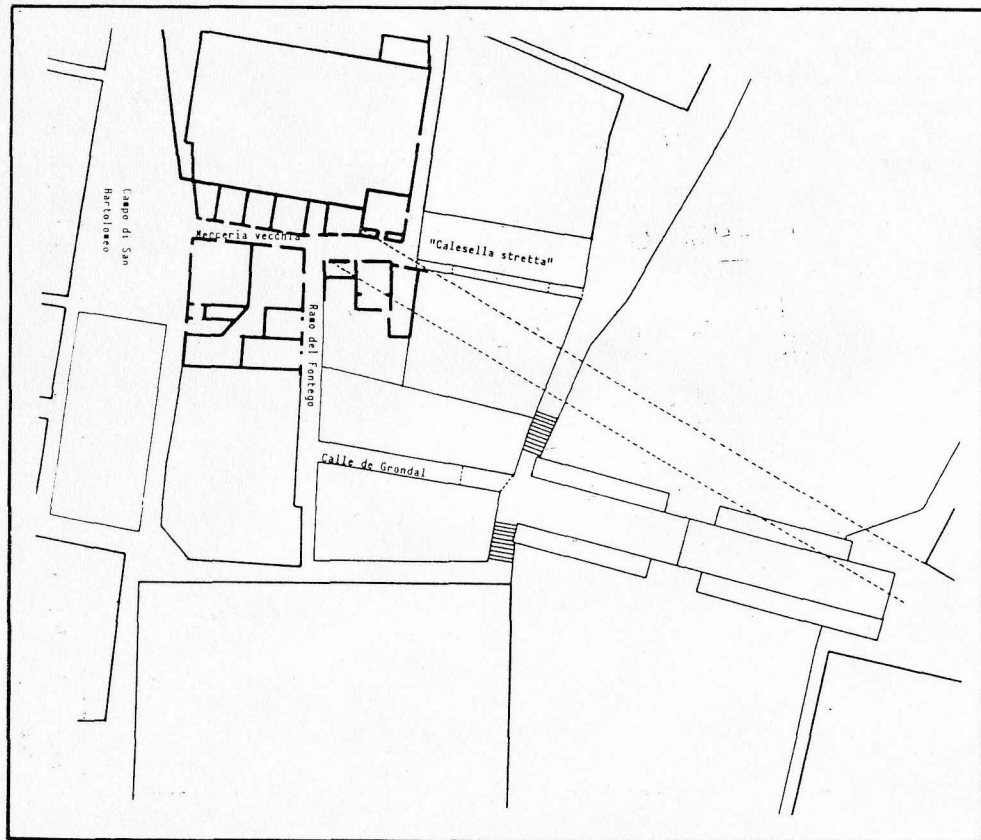 Campo di San
Bartolomeo
Merceria vecchia
"Calesella stretta"
Ramo del Fontego
Calle de Grondal